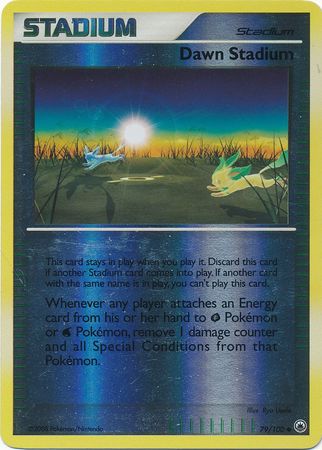 STADIUM
Stadium
Dawn Stadium
This card stays in play when you play it. Discard this card
if another Stadium card comes into play. If another card
with the same name is in play, you can't play this card.
Whenever any player attaches an Energy
card from his or her hand to Pokémon
or Pokémon, remove 1 damage counter
and all Special Conditions from that
Pokémon.
Illus. Ryo Ueda
©2008 Pokémon/Nintendo
79/100